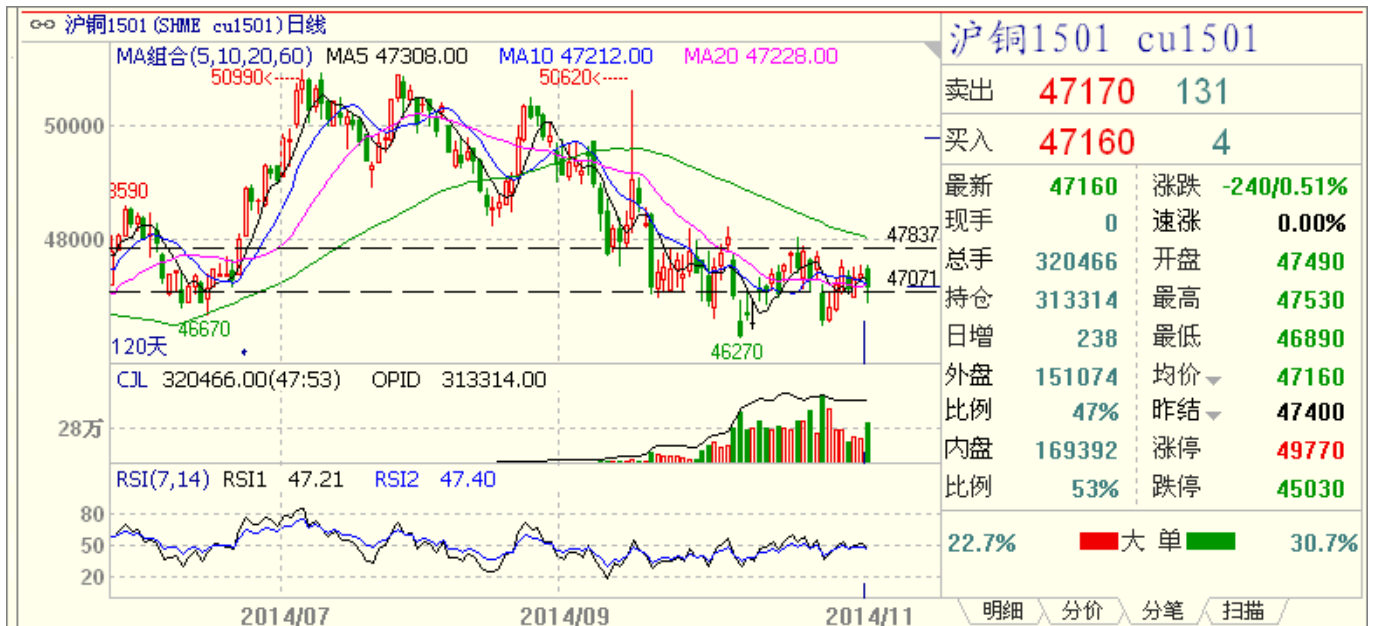 沪铜1501(SHME cu1501)日线
MA组合(5,10,20,60) MA5 47308.00 MA10 47212.00 MA20 47228.00
50990 50620
50000
3590
48000
47837
47071
46670
46270
120天
CJL 320466.00(47:53) OPID 313314.00
28万
RSI(7,14) RSI1 47.21 RSI2 47.40
80
50
20
2014/07 2014/09 2014/11
沪铜1501 cu1501
卖出 47170 131
买入 47160 4
最新 47160 涨跌 -240/0.51%
现手 0 速涨 0.00%
总手 320466 开盘 47490
持仓 313314 最高 47530
日增 238 最低 46890
外盘 151074 均价 47160
比例 47% 昨结 47400
内盘 169392 涨停 49770
比例 53% 跌停 45030
22.7% 大 单 30.7%
明细 分价 分笔 扫描